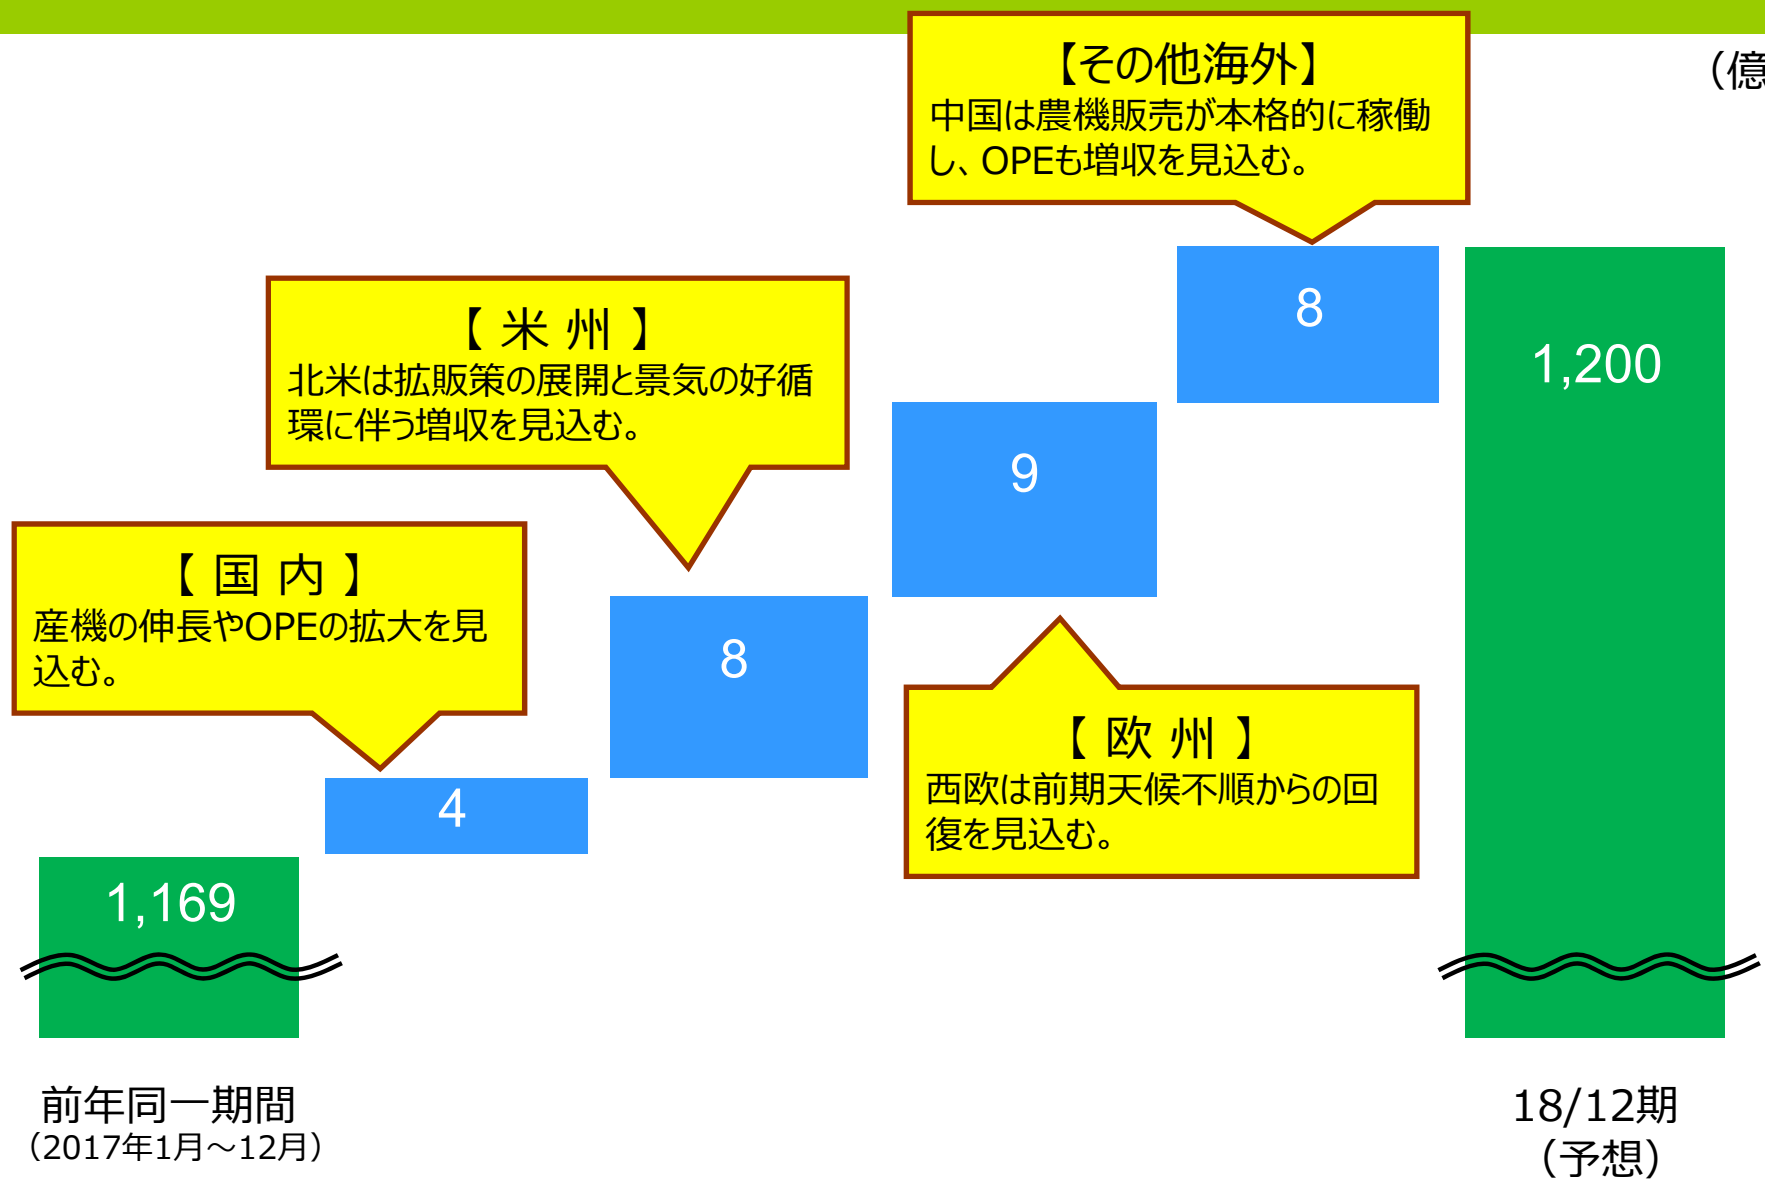 （億
【その他海外】
中国は農機販売が本格的に稼働
し、OPEも増収を見込む。
8
1,200
【 米 州 】
北米は拡販策の展開と景気の好循
環に伴う増収を見込む。
9
【 国 内 】
産機の伸長やOPEの拡大を見
込む。
8
【 欧 州 】
西欧は前期天候不順からの回
復を見込む。
4
1,169
前年同一期間
（2017年1月～12月）
18/12期
（予想）